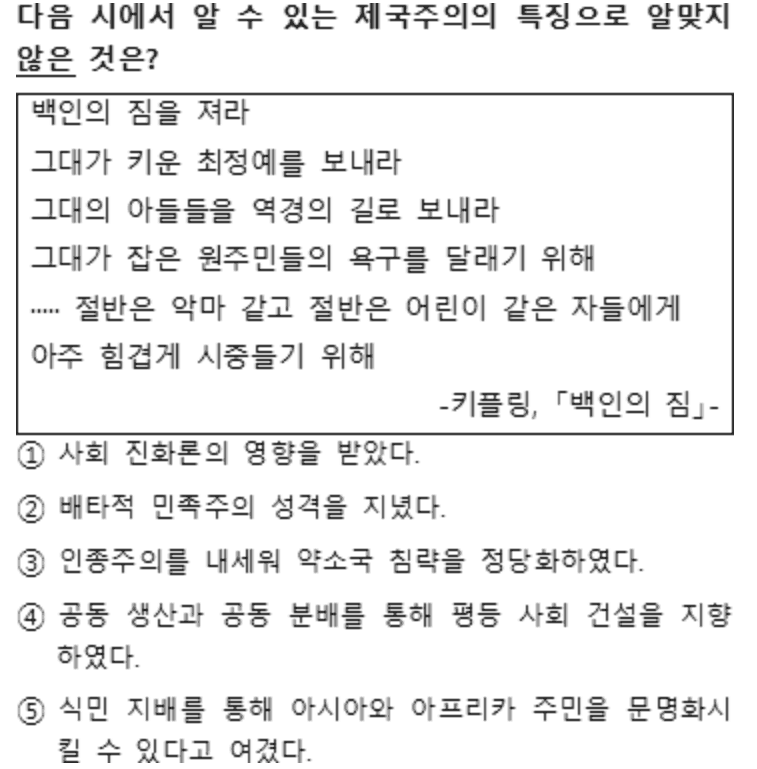 다음 시에서 알 수 있는 제국주의의 특징으로 알맞지
않은 것은?
백인의 짐을 져라
그대가 키운 최정예를 보내라
그대의 아들들을 역경의 길로 보내라
그대가 잡은 원주민들의 욕구를 달래기 위해
····· 절반은 악마 같고 절반은 어린이 같은 자들에게
아주 힘겹게 시중들기 위해
-키플링, 「백인의 짐」-
① 사회 진화론의 영향을 받았다.
② 배타적 민족주의 성격을 지녔다.
③ 인종주의를 내세워 약소국 침략을 정당화하였다.
④ 공동 생산과 공동 분배를 통해 평등 사회 건설을 지향
하였다.
⑤ 식민 지배를 통해 아시아와 아프리카 주민을 문명화시
킬 수 있다고 여겼다.